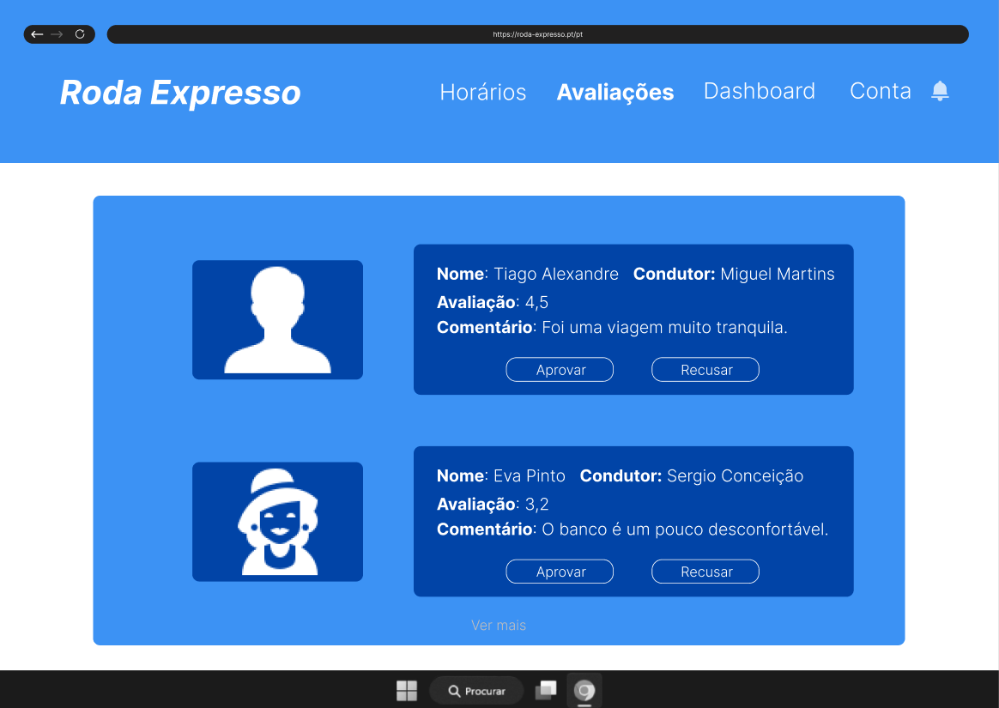 https://roda-expresso.pt/pt
Roda Expresso
Horários Avaliações Dashboard Conta
Nome: Tiago Alexandre Condutor: Miguel Martins
Avaliação: 4,5
Comentário: Foi uma viagem muito tranquila.
Aprovar Recusar
Nome: Eva Pinto Condutor: Sergio Conceição
Avaliação: 3,2
Comentário: O banco é um pouco desconfortável.
Aprovar Recusar
Ver mais
Procurar